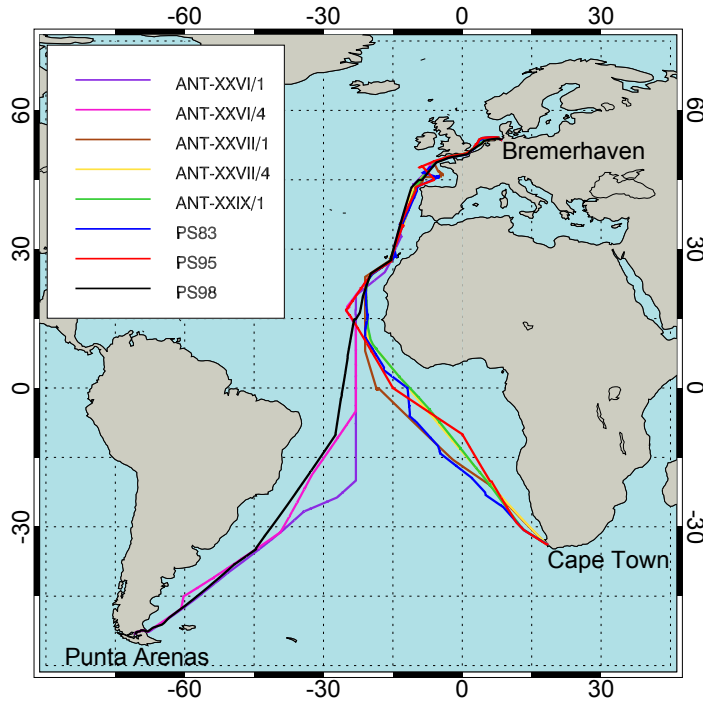 -60 -30 0 30
ANT-XXVI/1
ANT-XXVI/4
ANT-XXVII/1
ANT-XXVII/4
ANT-XXIX/1
PS83
PS95
PS98
60 60
Bremerhaven
30 30
0 0
-30 -30
Cape Town
Punta Arenas
-60 -30 0 30